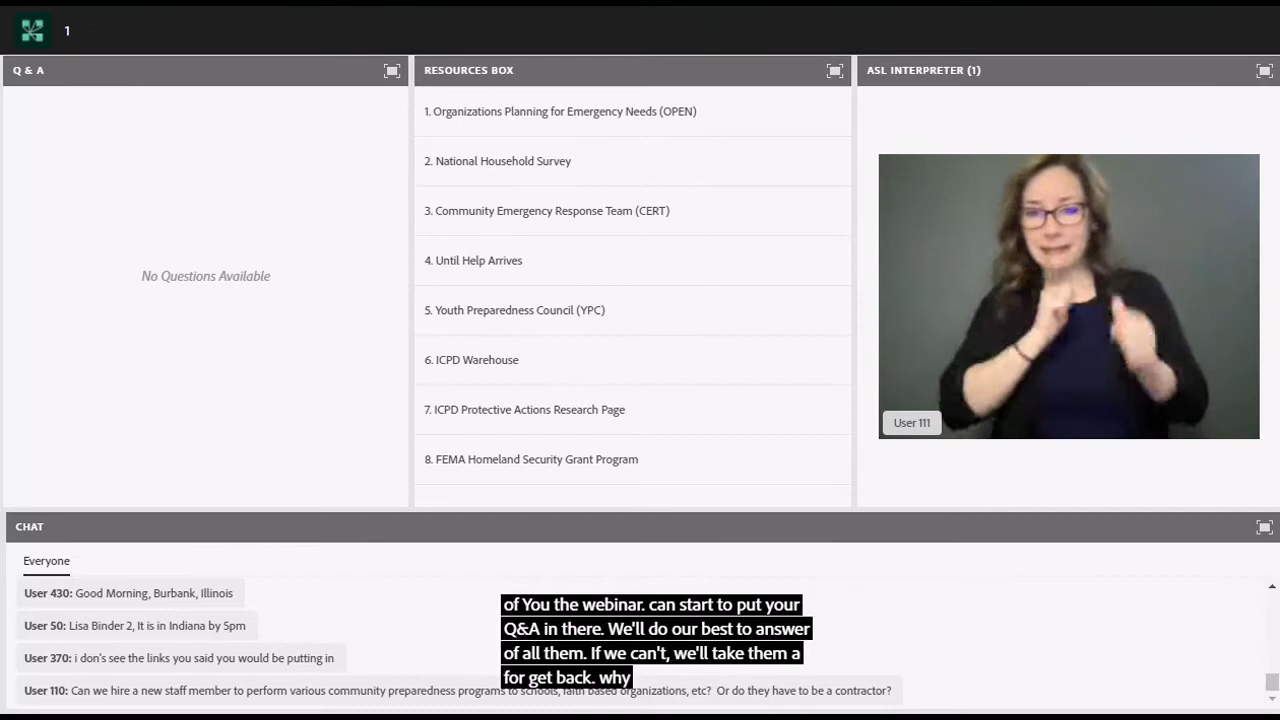 1
Q & A
No Questions Available
RESOURCES BOX
1. Organizations Planning for Emergency Needs (OPEN)
2. National Household Survey
3. Community Emergency Response Team (CERT)
4. Until Help Arrives
5. Youth Preparedness Council (YPC)
6. ICPD Warehouse
7. ICPD Protective Actions Research Page
8. FEMA Homeland Security Grant Program
ASL INTERPRETER (1)
User 111
CHAT
Everyone
User 430: Good Morning, Burbank, Illinois
User 50: Lisa Binder 2, It is in Indiana by 5pm
User 370: i don't see the links you said you would be putting in
User 110: Can we hire a new staff member to perform various community preparedness programs to schools, faith based organizations, etc? Or do they have to be a contractor?
of You the webinar. can start to put your
Q&A in there. We'll do our best to answer
of all them. If we can't, we'll take them a
for get back. why